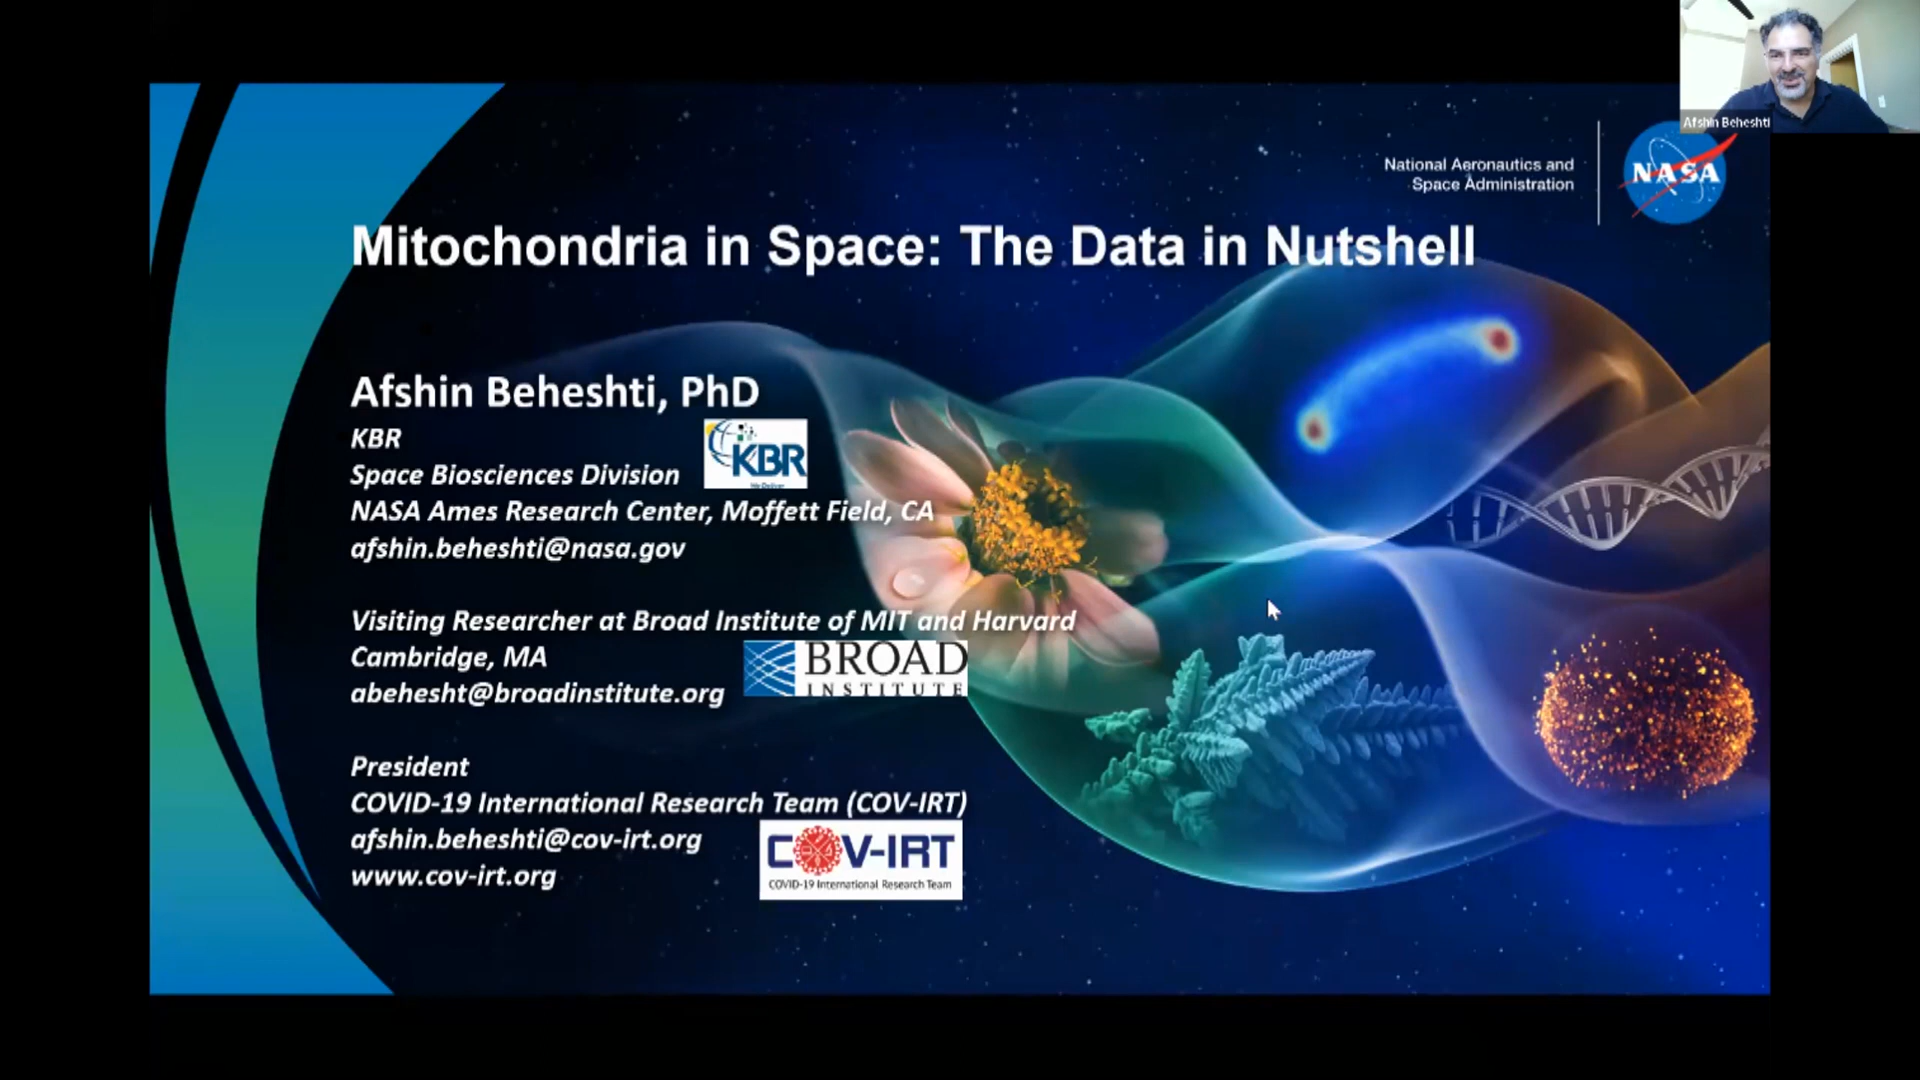 Afshin Beheshti
National Aeronautics and
Space Administration
NASA
Mitochondria in Space: The Data in Nutshell
Afshin Beheshti, PhD
KBR
KBR
Space Biosciences Division
NASA Ames Research Center, Moffett Field, CA
afshin.beheshti@nasa.gov
Visiting Researcher at Broad Institute of MIT and Harvard
Cambridge, MA
BROAD
INSTITUTE
abehesht@broadinstitute.org
President
COVID-19 International Research Team (COV-IRT)
afshin.beheshti@cov-irt.org
COV-IRT
COVID-19 International Research Team
www.cov-irt.org